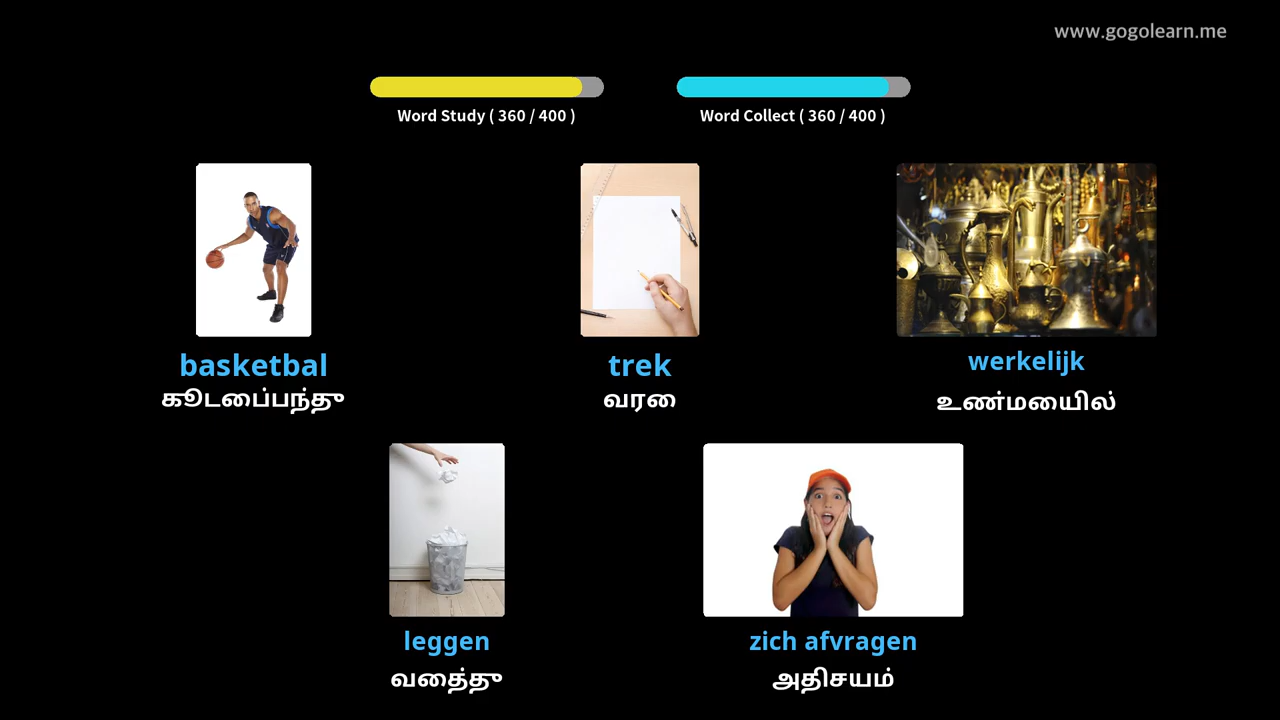 www.gogolearn.me
Word Study ( 360 / 400 )
Word Collect ( 360 / 400 )
basketbal
கூடைப்பந்து
trek
வரை
werkelijk
உண்மையில்
leggen
வைத்து
zich afvragen
அதிசயம்